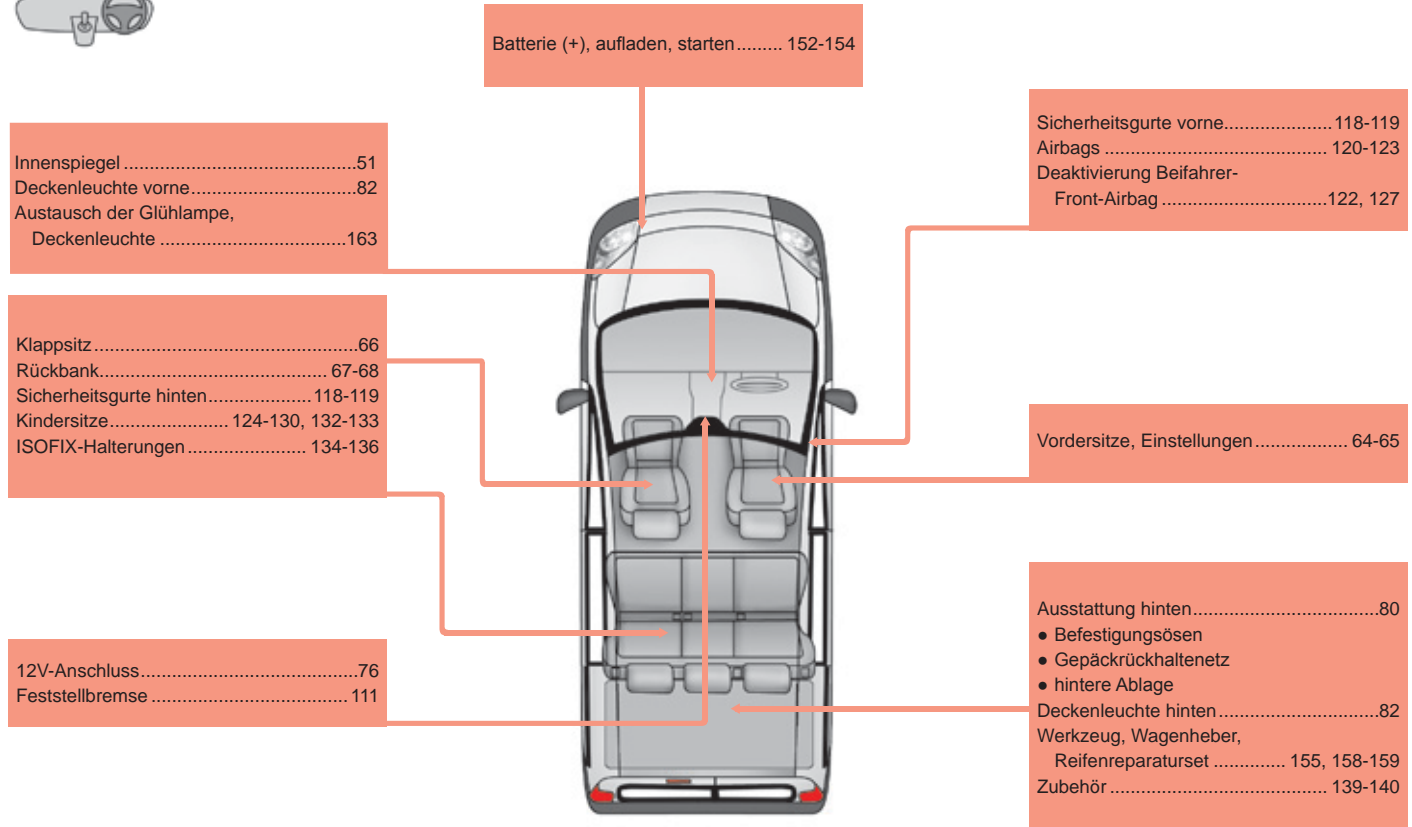 Batterie (+), aufladen, starten......... 152-154
Innenspiegel ..............................................51
Deckenleuchte vorne.................................82
Austausch der Glühlampe,
Deckenleuchte .....................................163
Klappsitz....................................................66
Rückbank............................................. 67-68
Sicherheitsgurte hinten.....................118-119
Kindersitze....................... 124-130, 132-133
ISOFIX-Halterungen ....................... 134-136
12V-Anschluss...........................................76
Feststellbremse ...................................... 111
Sicherheitsgurte vorne.....................118-119
Airbags ........................................... 120-123
Deaktivierung Beifahrer-
Front-Airbag ................................122, 127
Vordersitze, Einstellungen.................. 64-65
Ausstattung hinten....................................80
● Befestigungsösen
● Gepäckrückhaltenetz
● hintere Ablage
Deckenleuchte hinten...............................82
Werkzeug, Wagenheber,
Reifenreparaturset .............. 155, 158-159
Zubehör .......................................... 139-140